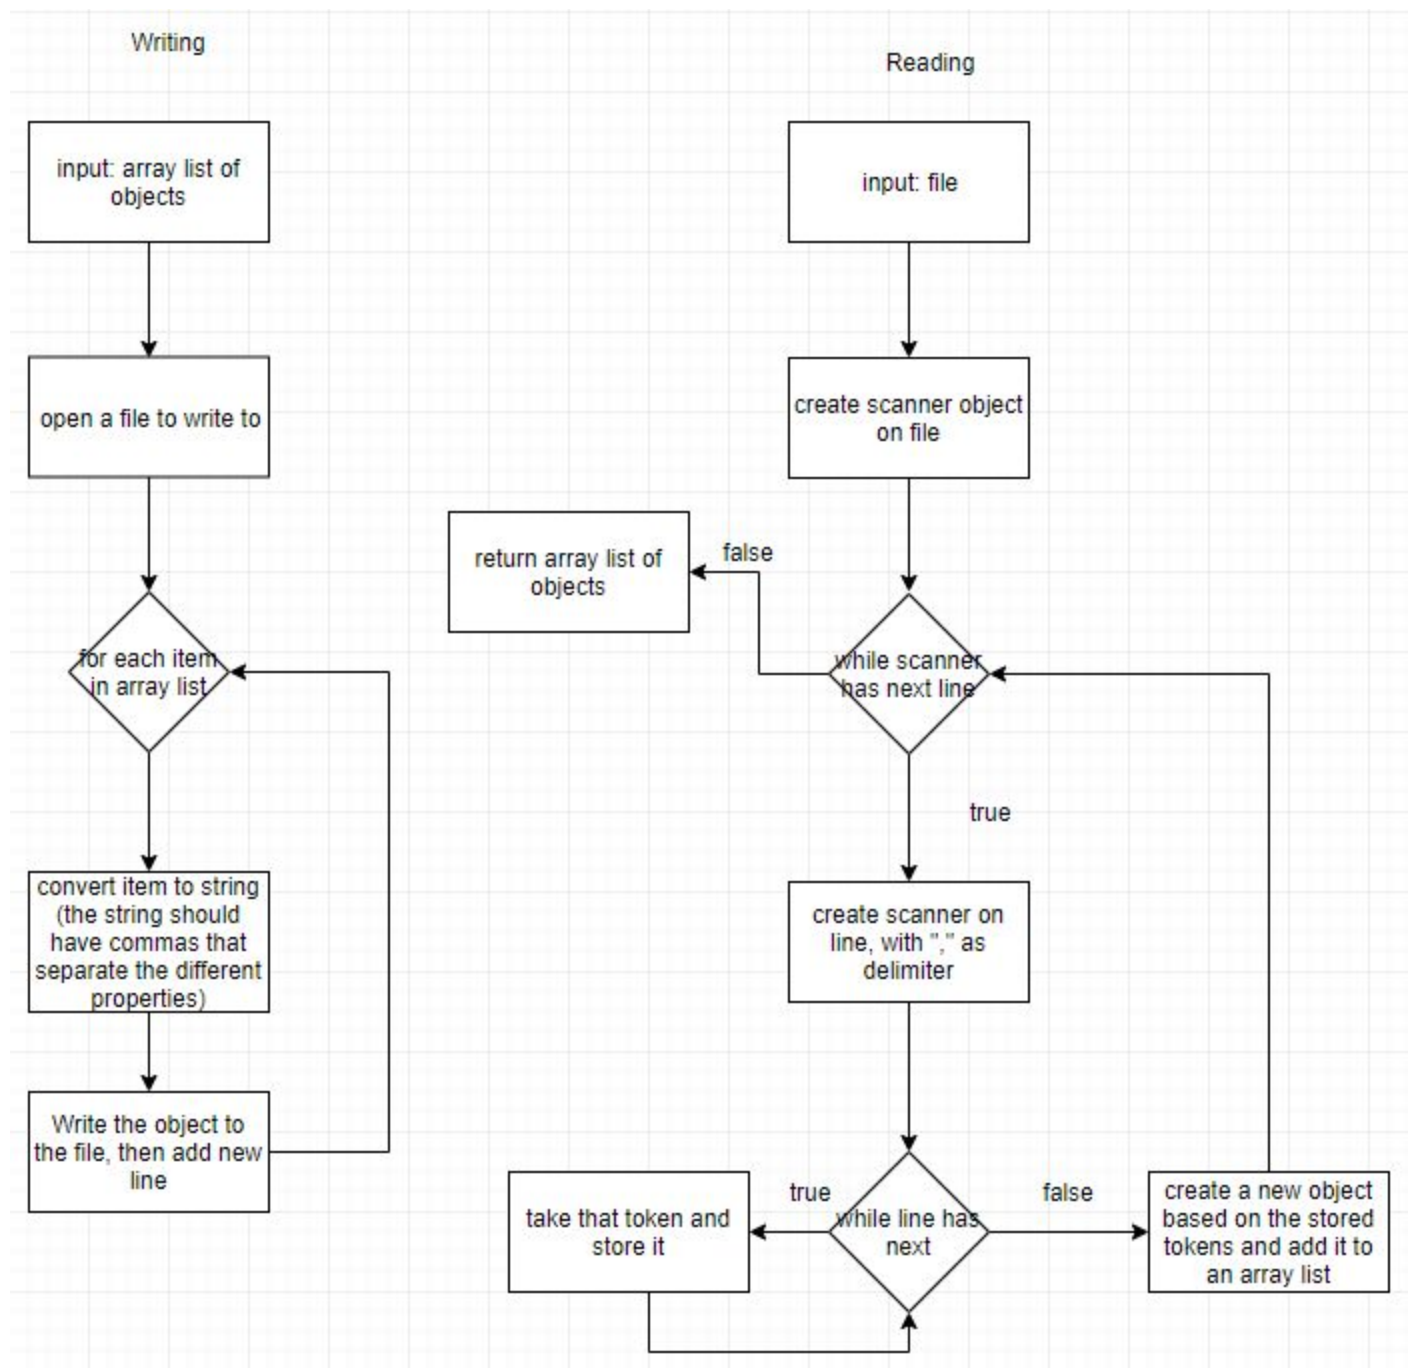 Writing
input: array list of
objects
open a file to write to
for each item
in array list
convert item to string
(the string should
have commas that
separate the different
properties)
Write the object to
the file, then add new
line
Reading
input: file
create scanner object
on file
while scanner
has next line
false
return array list of
objects
true
create scanner on
line, with "," as
delimiter
while line has
next
true
take that token and
store it
false
create a new object
based on the stored
tokens and add it to
an array list